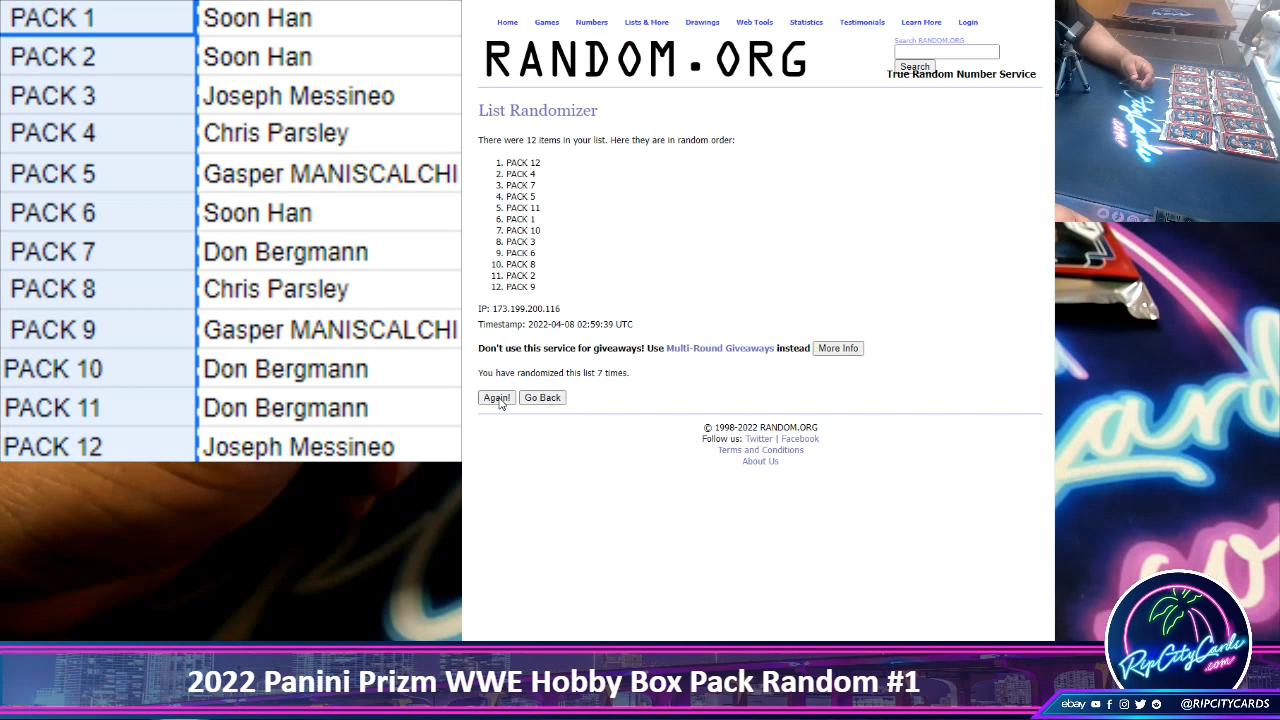 PACK 1 Soon Han
PACK 2 Soon Han
PACK 3 Joseph Messineo
PACK 4 Chris Parsley
PACK 5 Gasper MANISCALCHI
PACK 6 Soon Han
PACK 7 Don Bergmann
PACK 8 Chris Parsley
PACK 9 Gasper MANISCALCHI
PACK 10 Don Bergmann
PACK 11 Don Bergmann
PACK 12 Joseph Messineo
Home Games Numbers Lists & More Drawings Web Tools Statistics Testimonials Learn More Login
RANDOM.ORG
Search RANDOM.ORG
Search
True Random Number Service
List Randomizer
There were 12 items in your list. Here they are in random order:
1. PACK 12
2. PACK 4
3. PACK 7
4. PACK 5
5. PACK 11
6. PACK 1
7. PACK 10
8. PACK 3
9. PACK 6
10. PACK 8
11. PACK 2
12. PACK 9
IP: 173.199.200.116
Timestamp: 2022-04-08 02:59:39 UTC
Don't use this service for giveaways! Use Multi-Round Giveaways instead More Info
You have randomized this list 7 times.
Again! Go Back
© 1998-2022 RANDOM.ORG
Follow us: Twitter | Facebook
Terms and Conditions
About Us
2022 Panini Prizm WWE Hobby Box Pack Random #1
RipCityCards
.com
ebay @RIPCITYCARDS